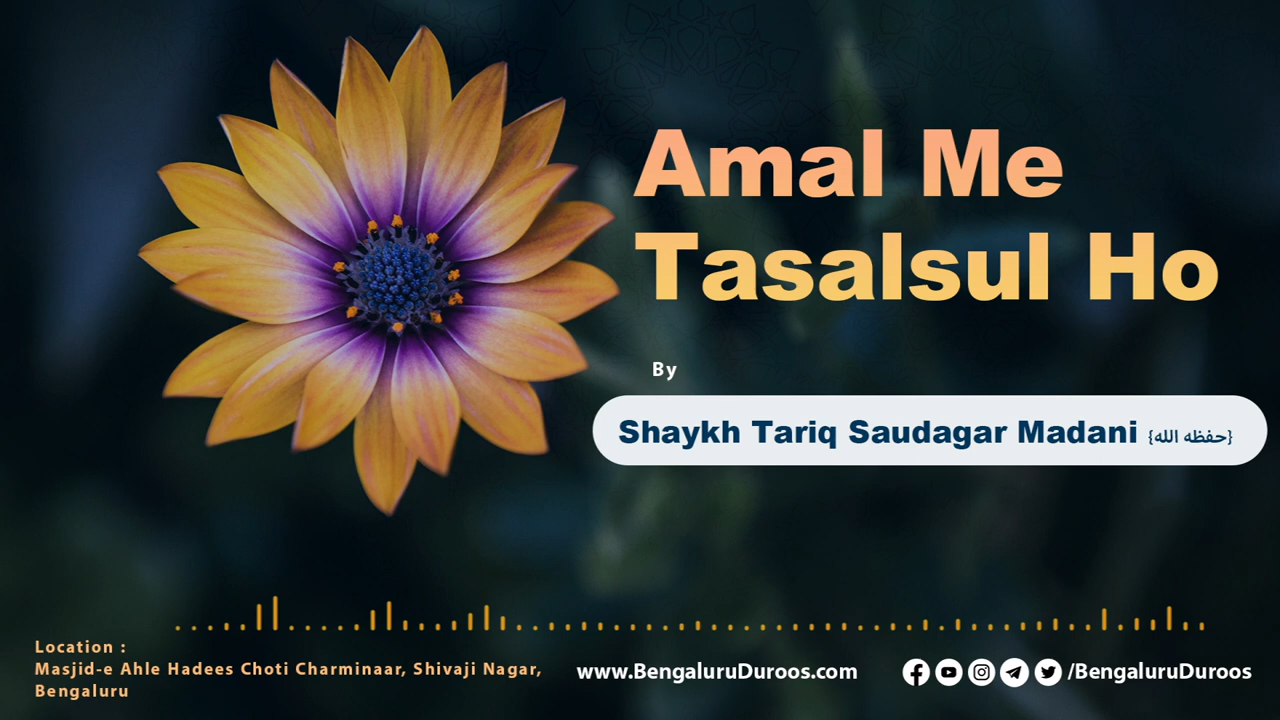 Amal Me
Tasalsul Ho
By
Shaykh Tariq Saudagar Madani {حفظه الله}
Location :
Masjid-e Ahle Hadees Choti Charminaar, Shivaji Nagar,
Bengaluru
www.BengaluruDuroos.com
/BengaluruDuroos